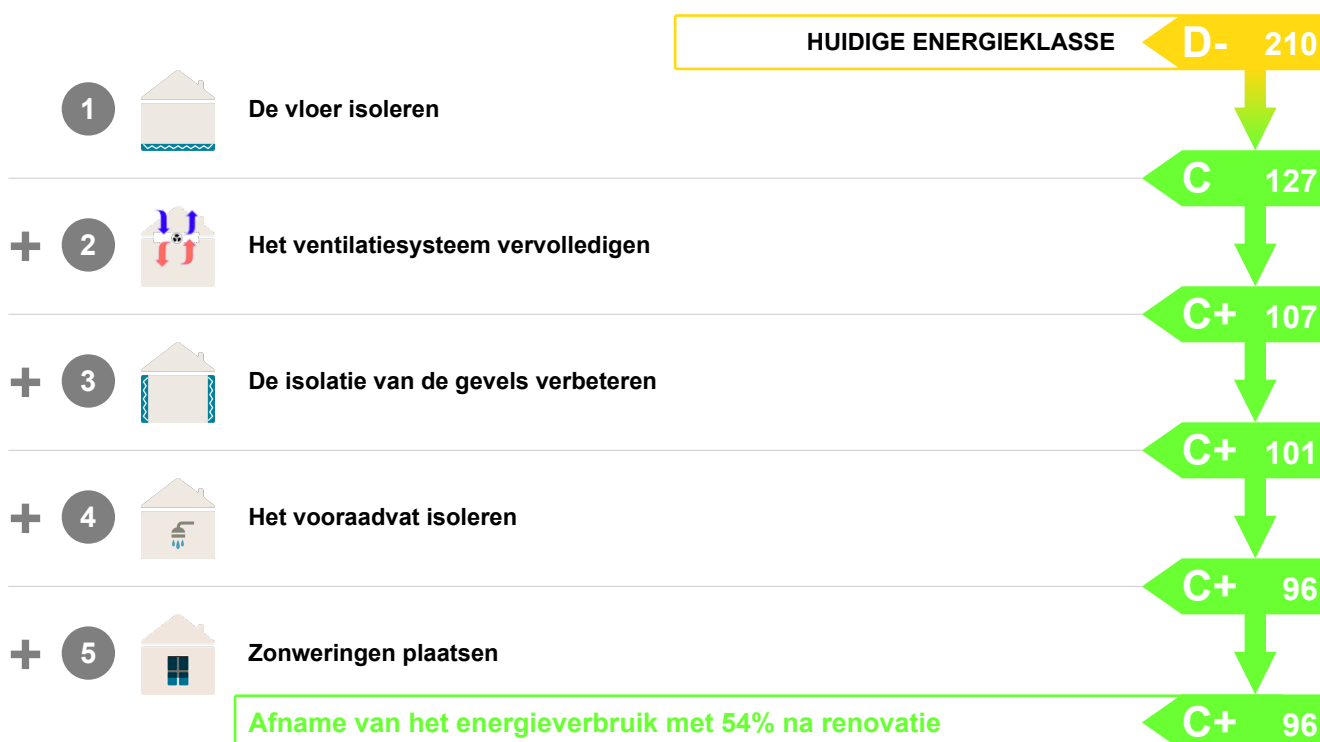 HUIDIGE ENERGIEKLASSE D- 210
1 De vloer isoleren
C 127
+ 2 Het ventilatiesysteem vervolledigen
C+ 107
+ 3 De isolatie van de gevels verbeteren
C+ 101
+ 4 Het vooraadvat isoleren
C+ 96
+ 5 Zonweringen plaatsen
Afname van het energieverbruik met 54% na renovatie C+ 96